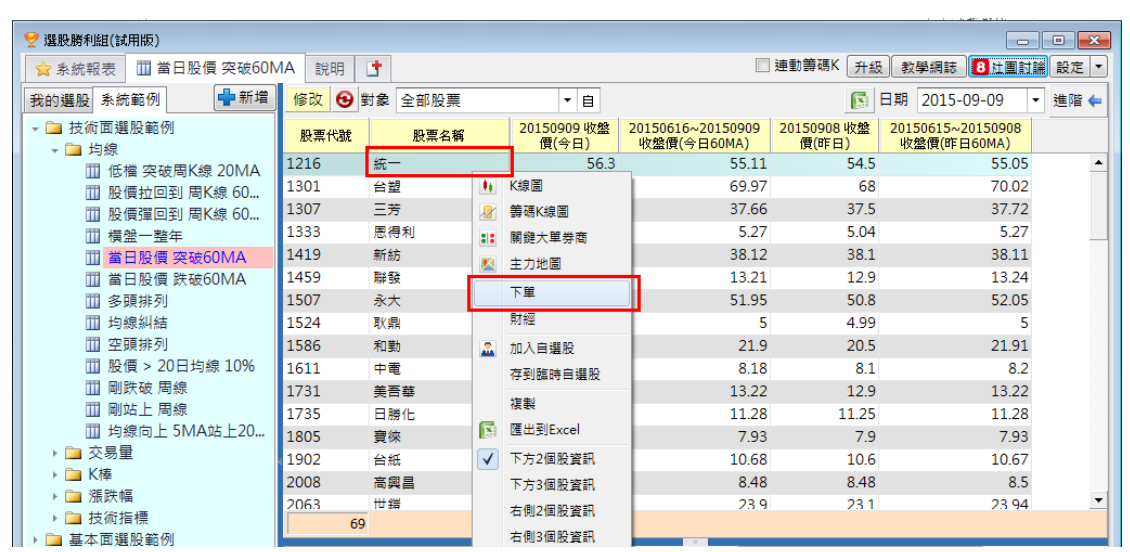 選股勝利組(試用版)
系統報表 當日股價 突破60MA 說明
連動籌碼K 升級 教學網誌 8 社團討論 設定
我的選股 系統範例 新增
修改 對象 全部股票 自
日期 2015-09-09 進階
技術面選股範例
均線
低檔 突破周K線 20MA
股價拉回到 周K線 60...
股價彈回到 周K線 60...
橫盤一整年
當日股價 突破60MA
當日股價 跌破60MA
多頭排列
均線糾結
空頭排列
股價 > 20日均線 10%
剛跌破 周線
剛站上 周線
均線向上 5MA站上20...
交易量
K棒
漲跌幅
技術指標
基本面選股範例
股票代號 股票名稱 20150909 收盤價(今日) 20150616~20150909 收盤價(今日60MA) 20150908 收盤價(昨日) 20150615~20150908 收盤價(昨日60MA)
1216 統一 56.3 55.11 54.5 55.05
1301 台塑 69.97 68 70.02
1307 三芳 37.66 37.5 37.72
1333 恩得利 5.27 5.04 5.27
1419 新紡 38.12 38.1 38.11
1459 聯發 13.21 12.9 13.24
1507 永大 51.95 50.8 52.05
1524 耿鼎 5 4.99 5
1586 和勤 21.9 20.5 21.91
1611 中電 8.18 8.1 8.2
1731 美吾華 13.22 12.9 13.22
1735 日勝化 11.28 11.25 11.28
1805 寶徠 7.93 7.9 7.93
1902 台紙 10.68 10.6 10.67
2008 高興昌 8.48 8.48 8.5
2063 世鎧 23.9 23.1 23.94
69
K線圖
籌碼K線圖
關鍵大單券商
主力地圖
下單
財經
加入自選股
存到臨時自選股
複製
匯出到Excel
下方2個股資訊
下方3個股資訊
右側2個股資訊
右側3個股資訊